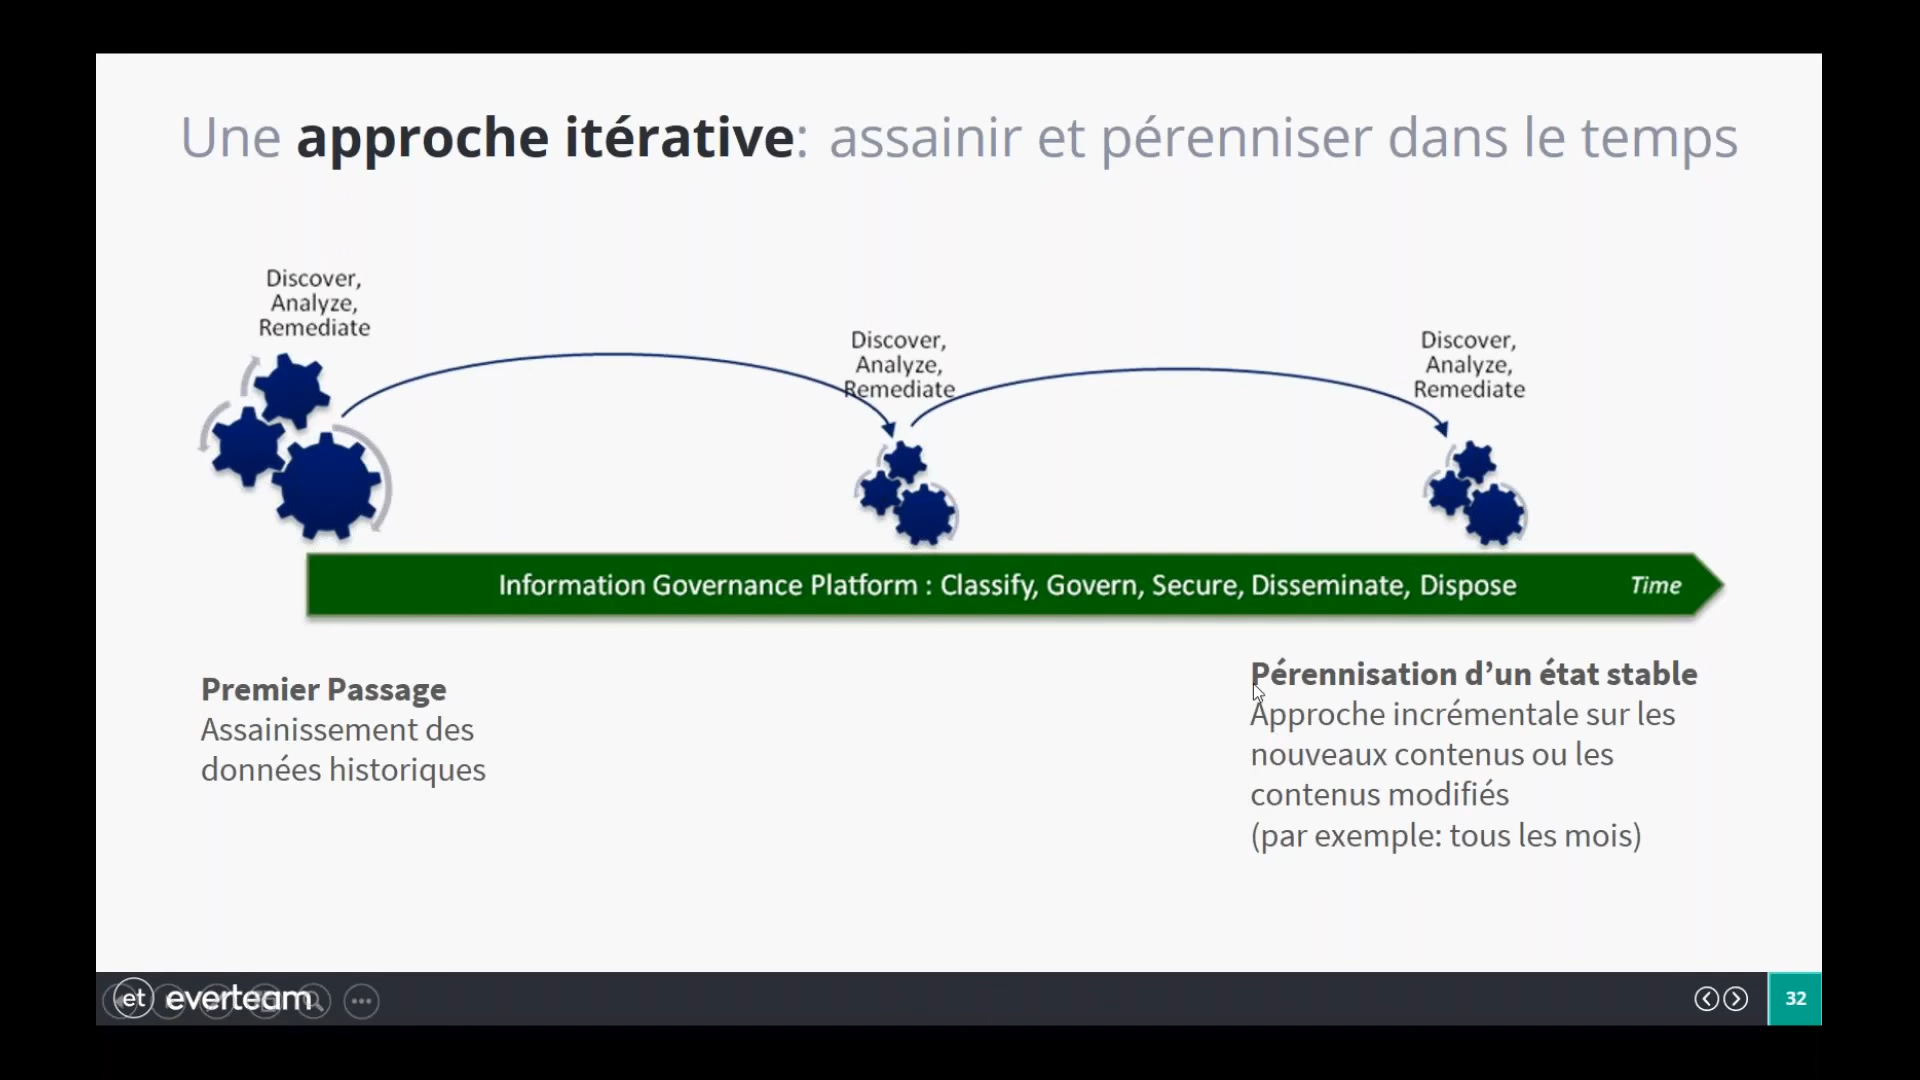 Une approche itérative: assainir et pérenniser dans le temps
Discover,
Analyze,
Remediate
Discover,
Analyze,
Remediate
Discover,
Analyze,
Remediate
Information Governance Platform : Classify, Govern, Secure, Disseminate, Dispose
Time
Premier Passage
Assainissement des
données historiques
Pérennisation d’un état stable
Approche incrémentale sur les
nouveaux contenus ou les
contenus modifiés
(par exemple: tous les mois)
et everteam
32